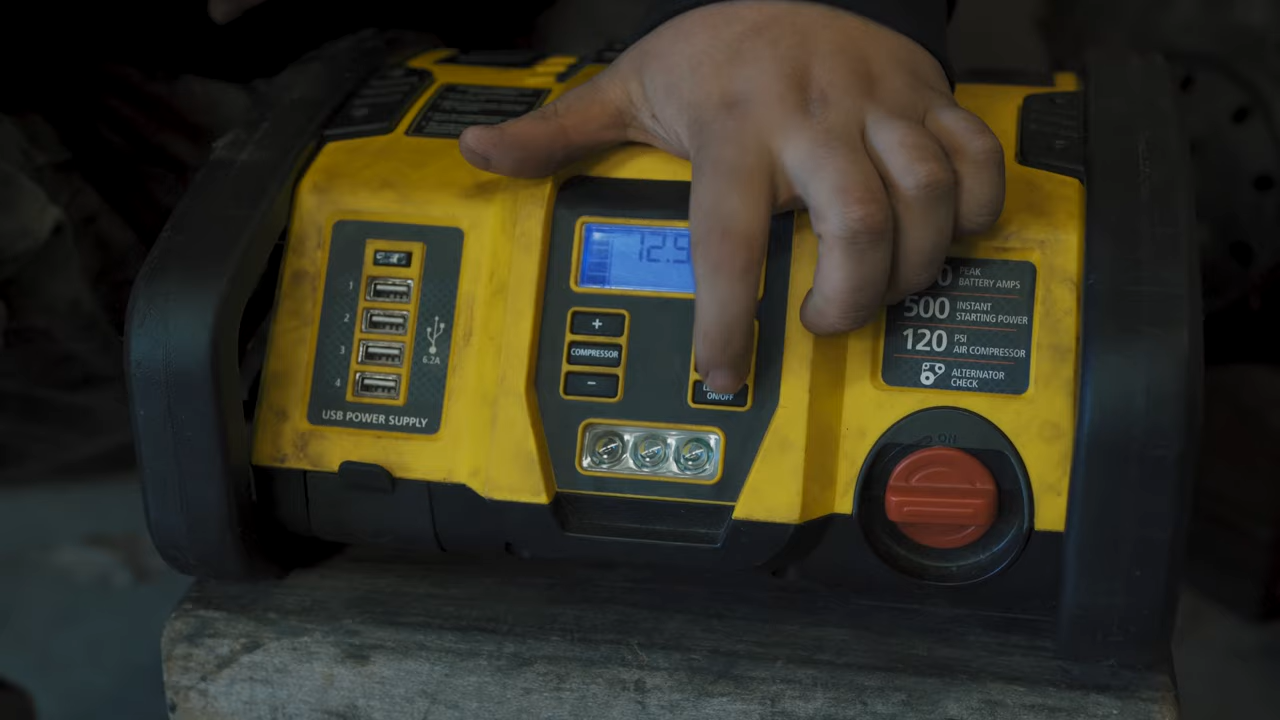 12.9
1
2
3
4
6.2A
USB POWER SUPPLY
+
COMPRESSOR
-
ON/OFF
0 PEAK
BATTERY AMPS
500 INSTANT
STARTING POWER
120 PSI
AIR COMPRESSOR
ALTERNATOR
CHECK